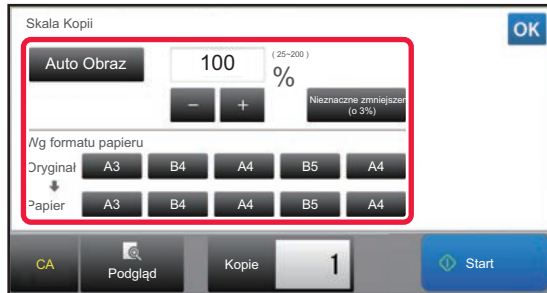 Skala Kopii
OK
Auto Obraz
100
(25~200)
%
−
+
Nieznaczne zmniejszen
(o 3%)
Wg formatu papieru
Oryginał
A3 B4 A4 B5 A4
Papier
A3 B4 A4 B5 A4
CA
Podgląd
Kopie
1
Start